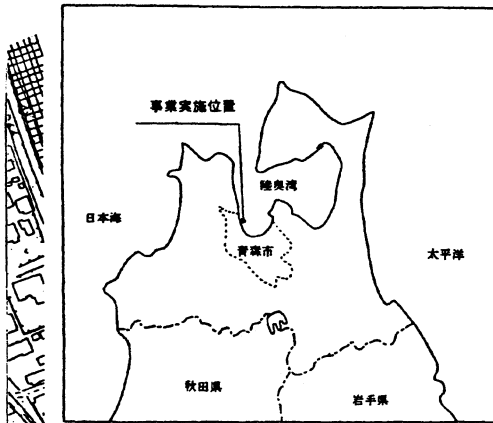 事業実施位置
陸奥湾
日本海
青森市
太平洋
秋田県
岩手県